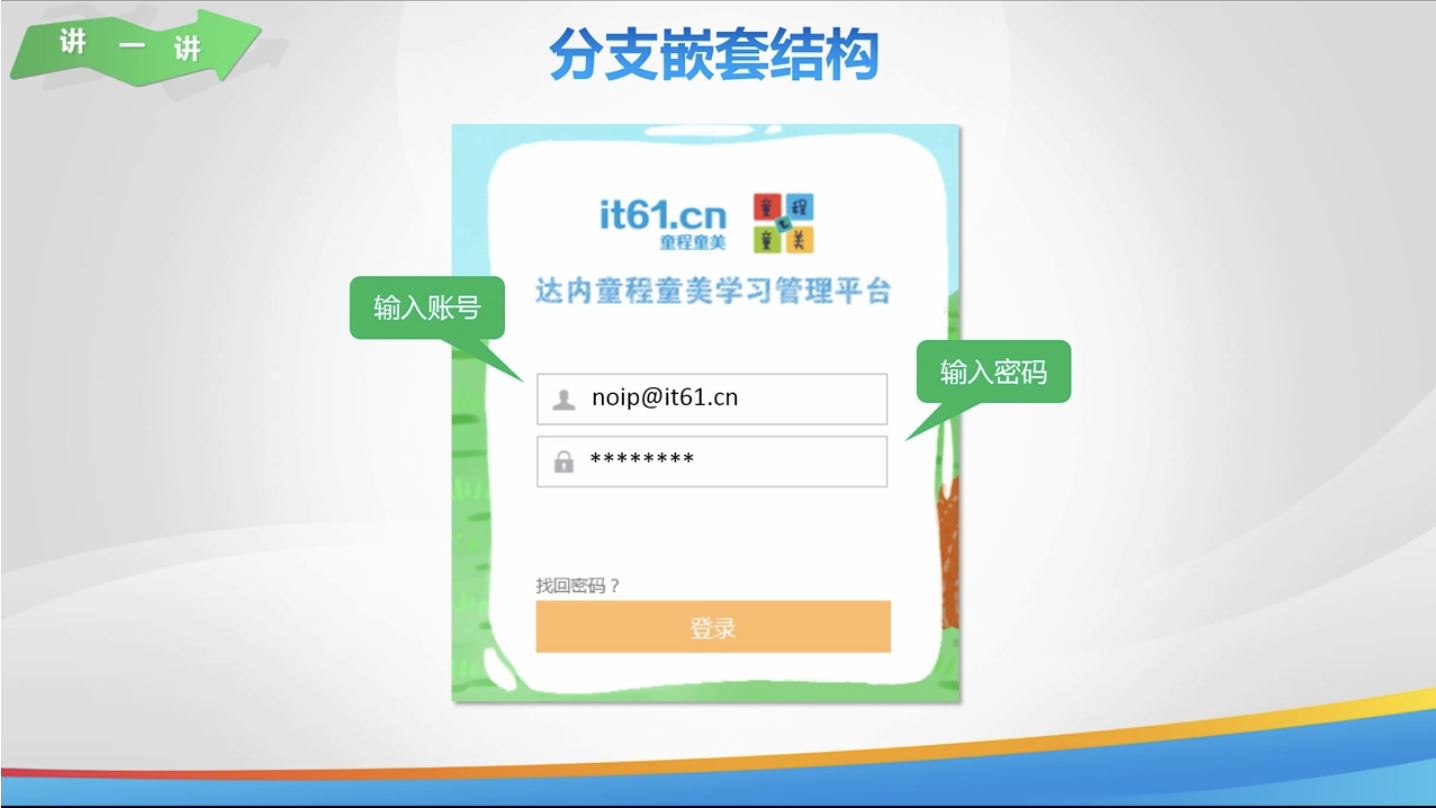 讲一讲
分支嵌套结构
it61.cn
童程童美
童程
童美
达内童程童美学习管理平台
输入账号
输入密码
noip@it61.cn
********
找回密码？
登录